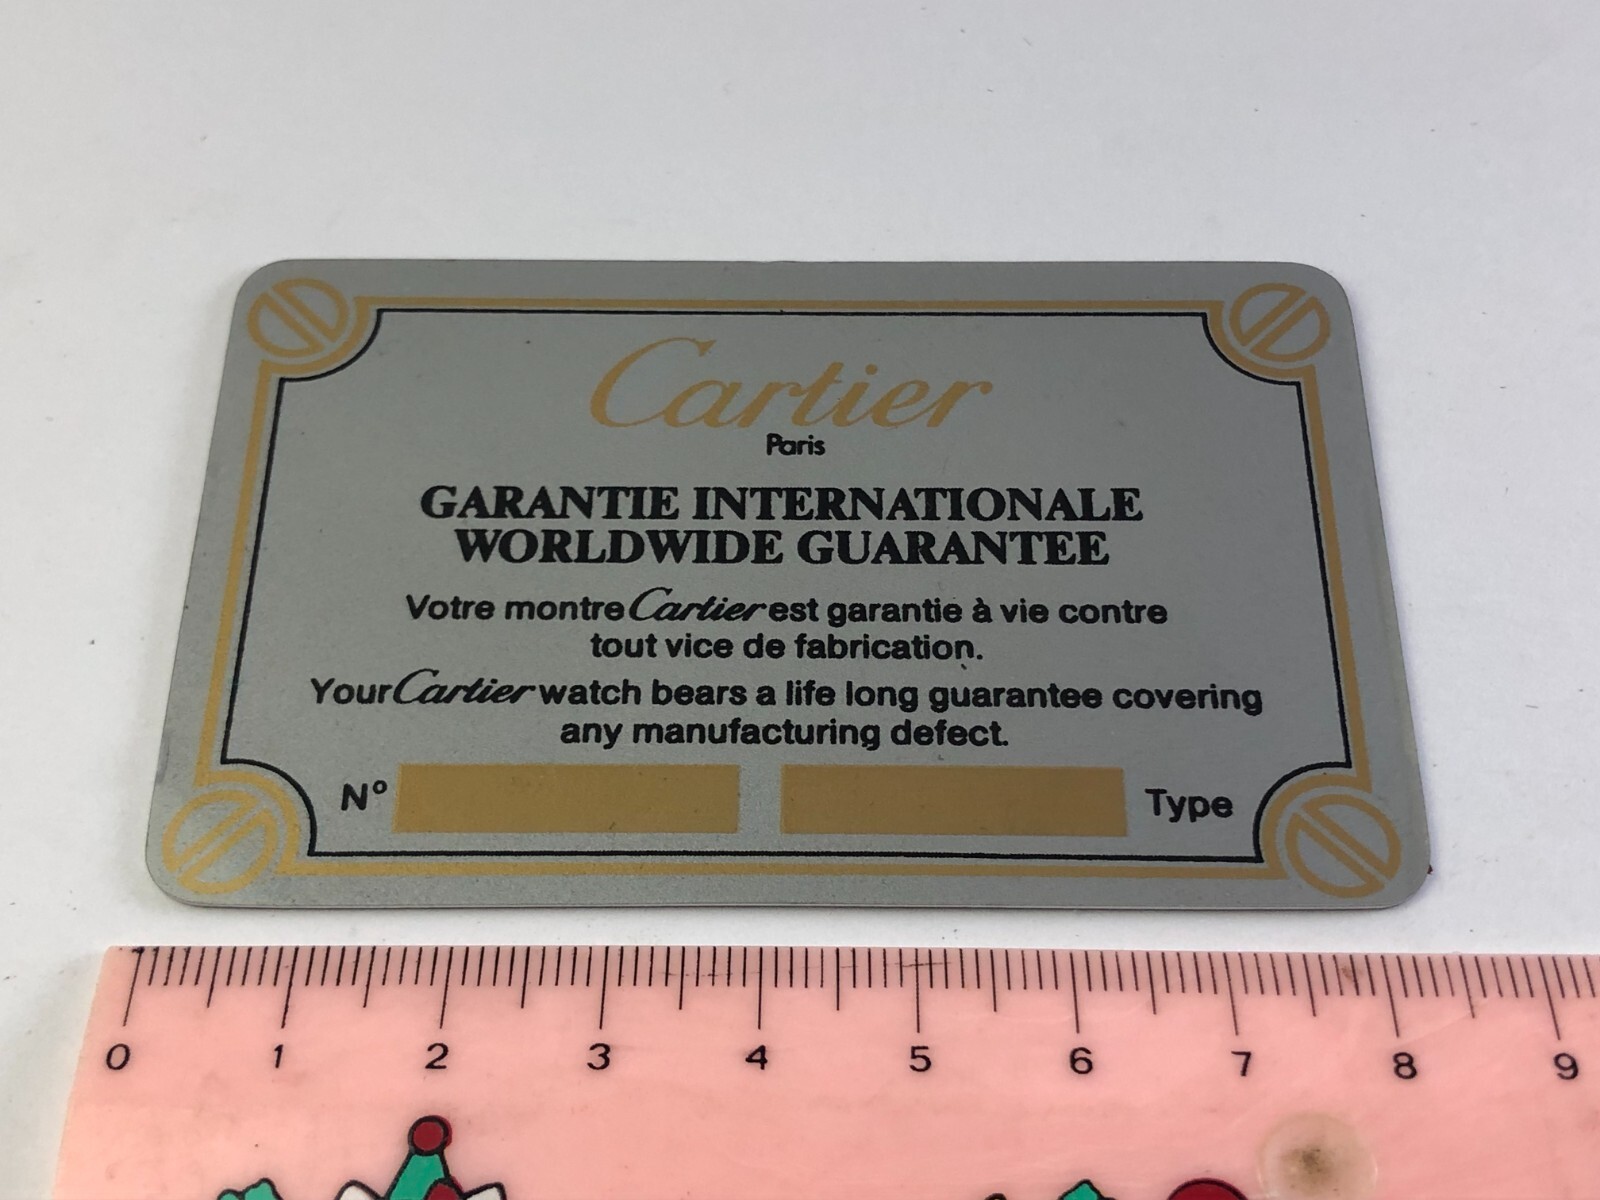 Cartier
Paris
GARANTIE INTERNATIONALE
WORLDWIDE GUARANTEE
Votre montre Cartier est garantie à vie contre
tout vice de fabrication.
Your Cartier watch bears a life long guarantee covering
any manufacturing defect.
Nº Type
0 1 2 3 4 5 6 7 8 9